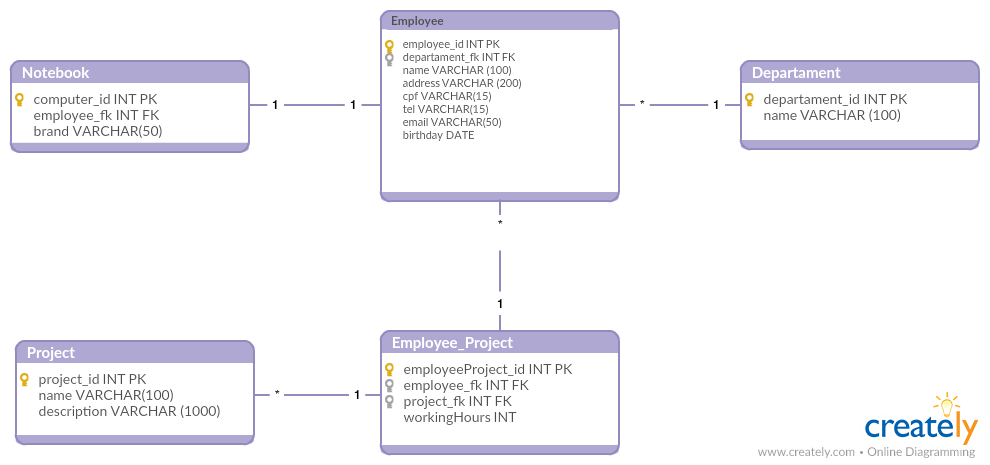 Employee
employee_id INT PK
departament_fk INT FK
name VARCHAR (100)
address VARCHAR (200)
cpf VARCHAR(15)
tel VARCHAR(15)
email VARCHAR(50)
birthday DATE
Notebook
computer_id INT PK
employee_fk INT FK
brand VARCHAR(50)
1 1
* 1
Departament
departament_id INT PK
name VARCHAR (100)
*
1
Project
project_id INT PK
name VARCHAR(100)
description VARCHAR (1000)
* 1
Employee_Project
employeeProject_id INT PK
employee_fk INT FK
project_fk INT FK
workingHours INT
creately
www.creately.com • Online Diagramming